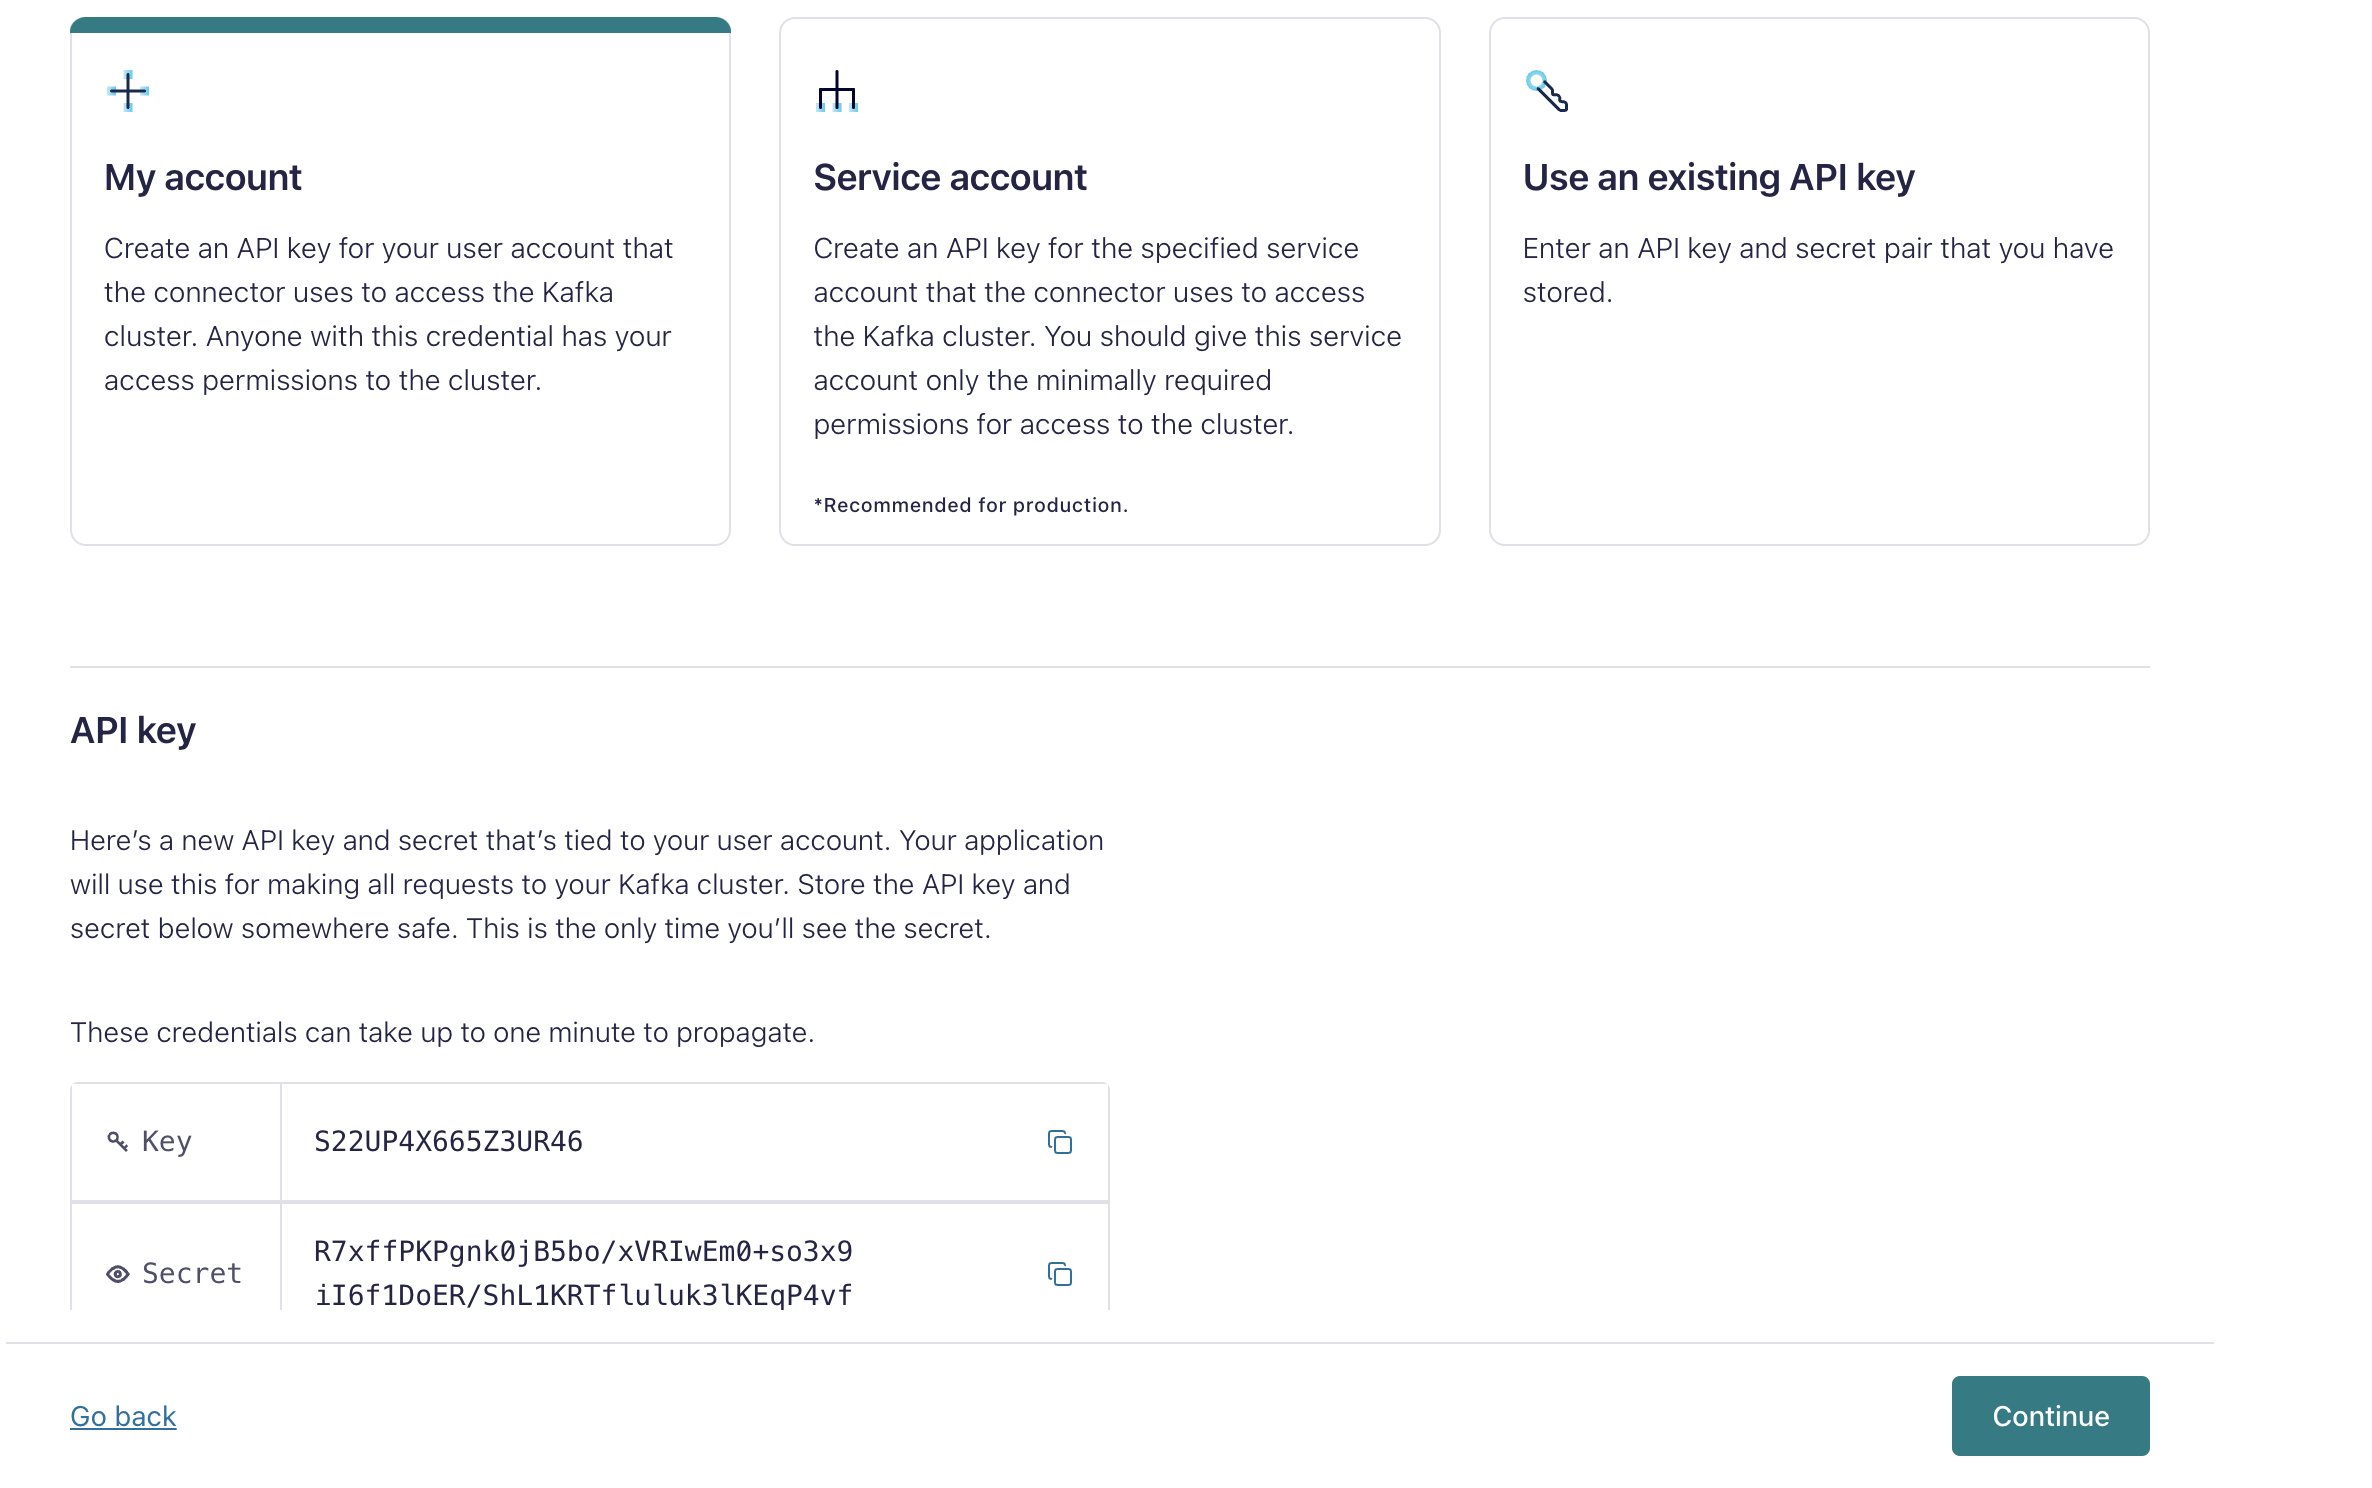 My account
Create an API key for your user account that
the connector uses to access the Kafka
cluster. Anyone with this credential has your
access permissions to the cluster.
Service account
Create an API key for the specified service
account that the connector uses to access
the Kafka cluster. You should give this service
account only the minimally required
permissions for access to the cluster.
*Recommended for production.
Use an existing API key
Enter an API key and secret pair that you have
stored.
API key
Here’s a new API key and secret that’s tied to your user account. Your application
will use this for making all requests to your Kafka cluster. Store the API key and
secret below somewhere safe. This is the only time you’ll see the secret.
These credentials can take up to one minute to propagate.
Key
S22UP4X665Z3UR46
Secret
R7xffPKPgnk0jB5bo/xVRIwEm0+so3x9
iI6f1DoER/ShL1KRTfluluk3lKEqP4vf
Go back
Continue